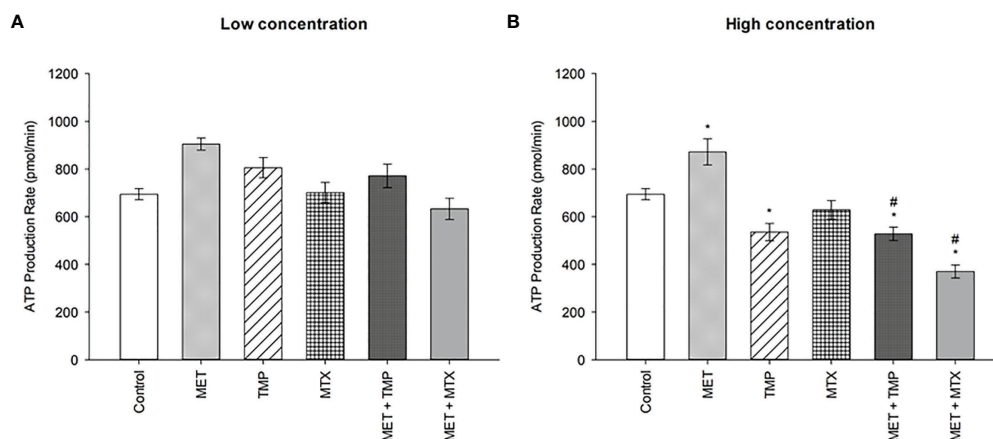 A
Low concentration
ATP Production Rate (pmol/min)
1200
1000
800
600
400
200
0
Control
MET
TMP
MTX
MET + TMP
MET + MTX
B
High concentration
ATP Production Rate (pmol/min)
1200
1000
800
600
400
200
0
*
*
#
*
#
*
Control
MET
TMP
MTX
MET + TMP
MET + MTX